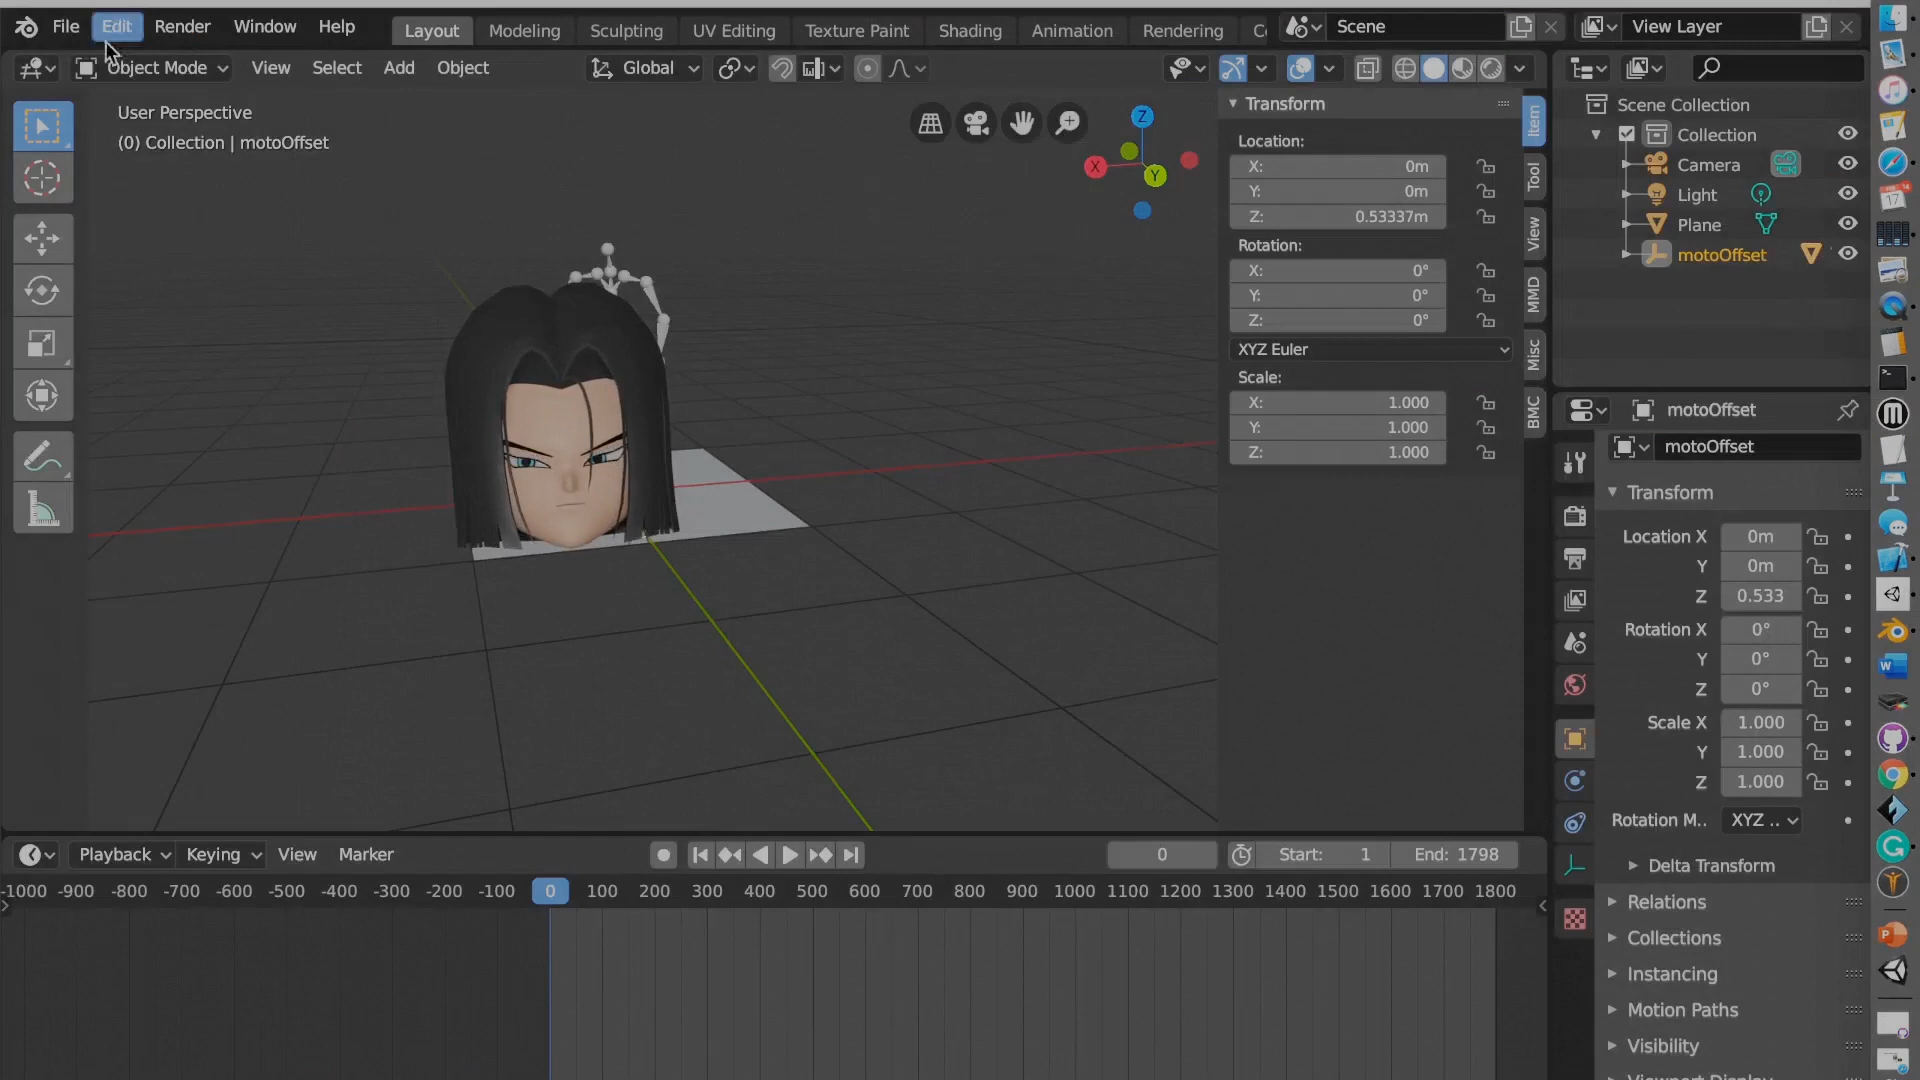 File Edit Render Window Help Layout Modeling Sculpting UV Editing Texture Paint Shading Animation Rendering Scene View Layer
Object Mode View Select Add Object Global
User Perspective
(0) Collection | motoOffset
Z
X
Y
Transform
Location:
X: 0m
Y: 0m
Z: 0.53337m
Rotation:
X: 0°
Y: 0°
Z: 0°
XYZ Euler
Scale:
X: 1.000
Y: 1.000
Z: 1.000
Item
Tool
View
MMD
Misc
BMC
Scene Collection
Collection
Camera
Light
Plane
motoOffset
motoOffset
motoOffset
Transform
Location X 0m
Y 0m
Z 0.533
Rotation X 0°
Y 0°
Z 0°
Scale X 1.000
Y 1.000
Z 1.000
Rotation M.. XYZ ..
Delta Transform
Relations
Collections
Instancing
Motion Paths
Visibility
Viewport Display
Playback Keying View Marker 0 Start: 1 End: 1798
-1000 -900 -800 -700 -600 -500 -400 -300 -200 -100 0 100 200 300 400 500 600 700 800 900 1000 1100 1200 1300 1400 1500 1600 1700 1800
17
W
P